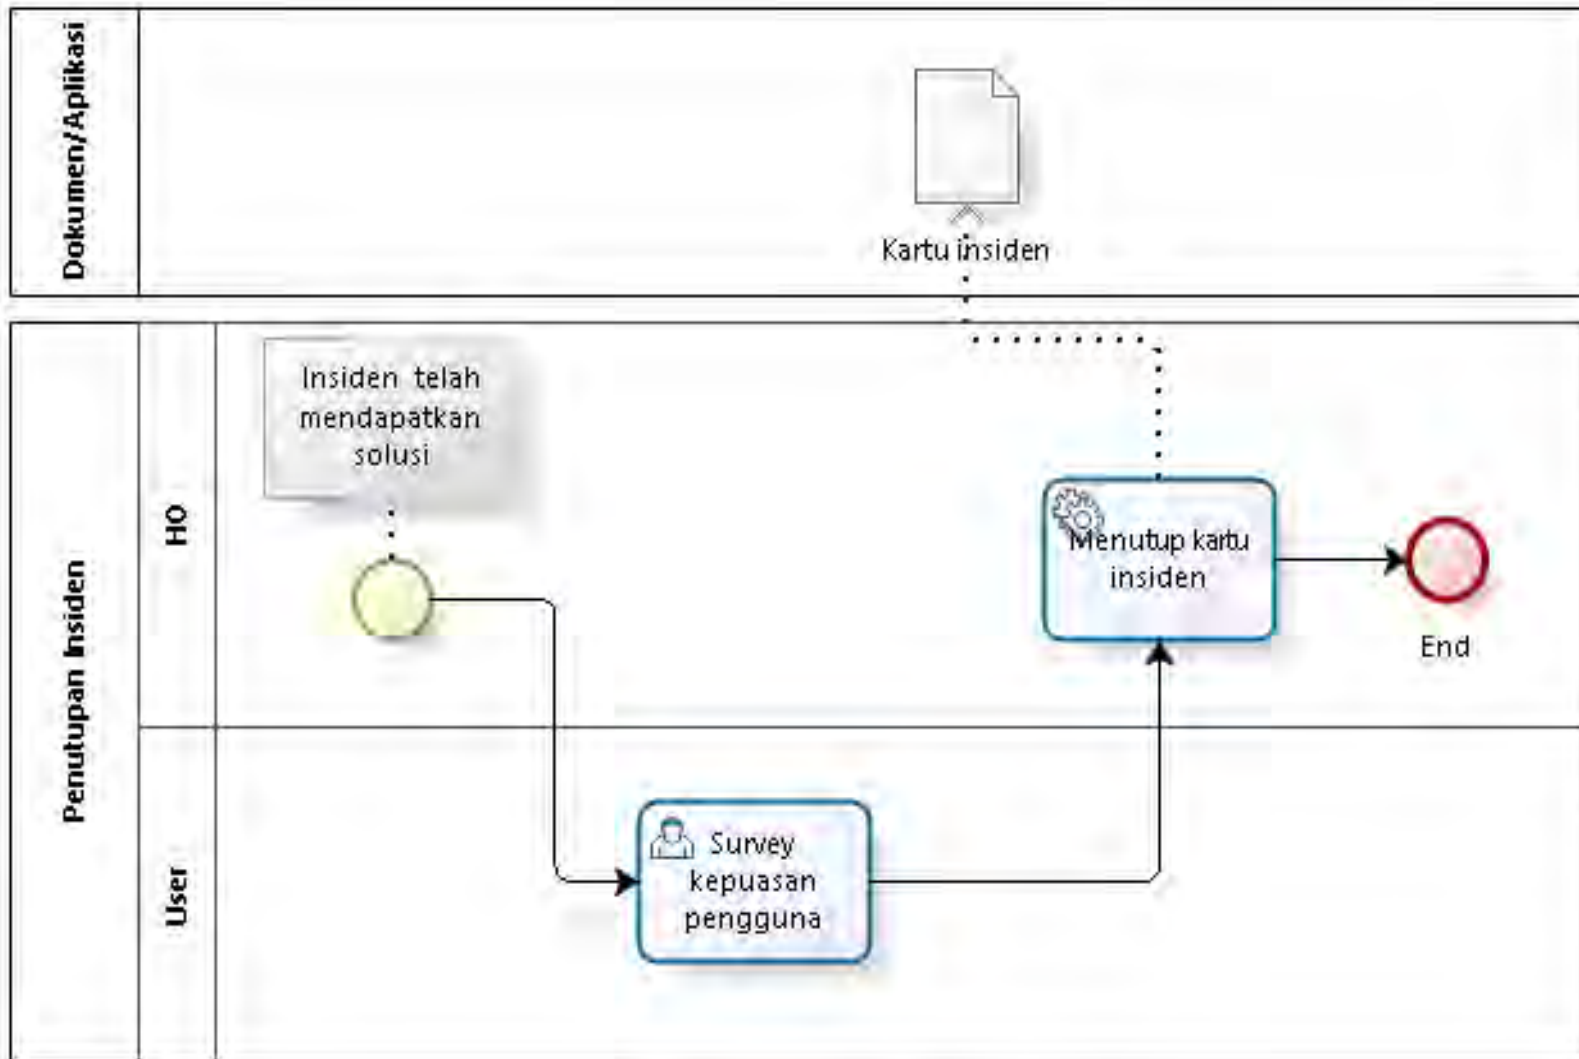 Dokumen/Aplikasi
Kartu insiden
Penutupan Insiden
HO
Insiden telah
mendapatkan
solusi
Menutup kartu
insiden
End
User
Survey
kepuasan
pengguna